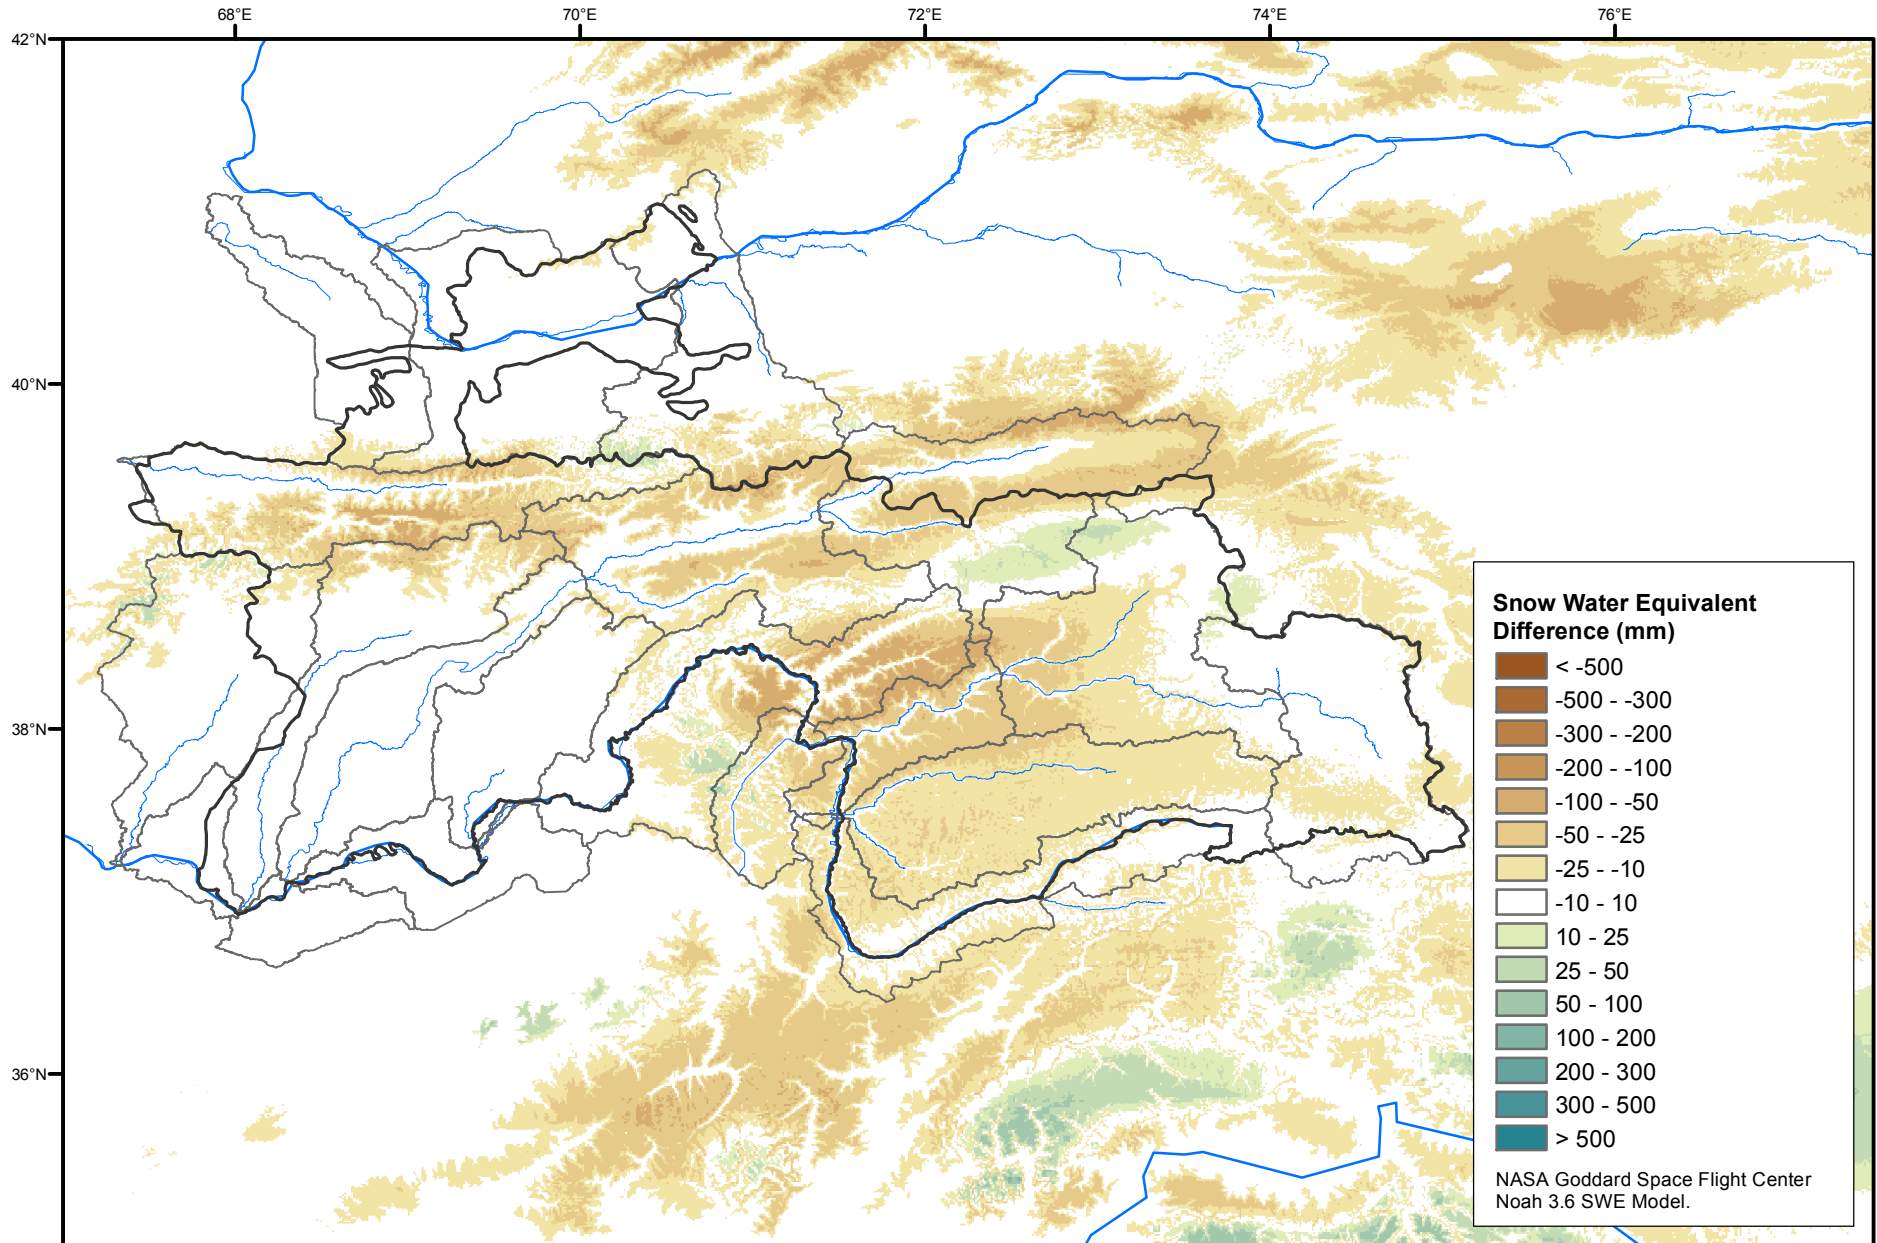 68°E
70°E
72°E
74°E
76°E
42°N
40°N
38°N
36°N
Snow Water Equivalent
Difference (mm)
< -500
-500 - -300
-300 - -200
-200 - -100
-100 - -50
-50 - -25
-25 - -10
-10 - 10
10 - 25
25 - 50
50 - 100
100 - 200
200 - 300
300 - 500
> 500
NASA Goddard Space Flight Center
Noah 3.6 SWE Model.